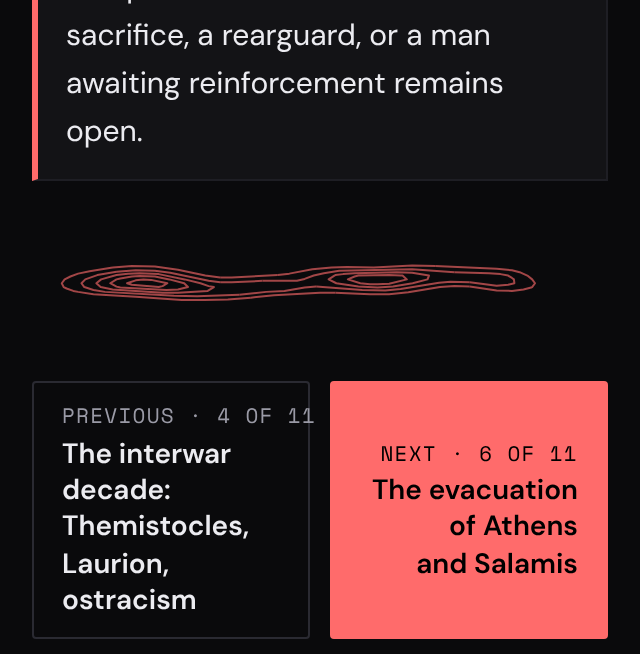 sacrifice, a rearguard, or a man
awaiting reinforcement remains
open.
PREVIOUS · 4 OF 11
The interwar
decade:
Themistocles,
Laurion,
ostracism
NEXT · 6 OF 11
The evacuation
of Athens
and Salamis